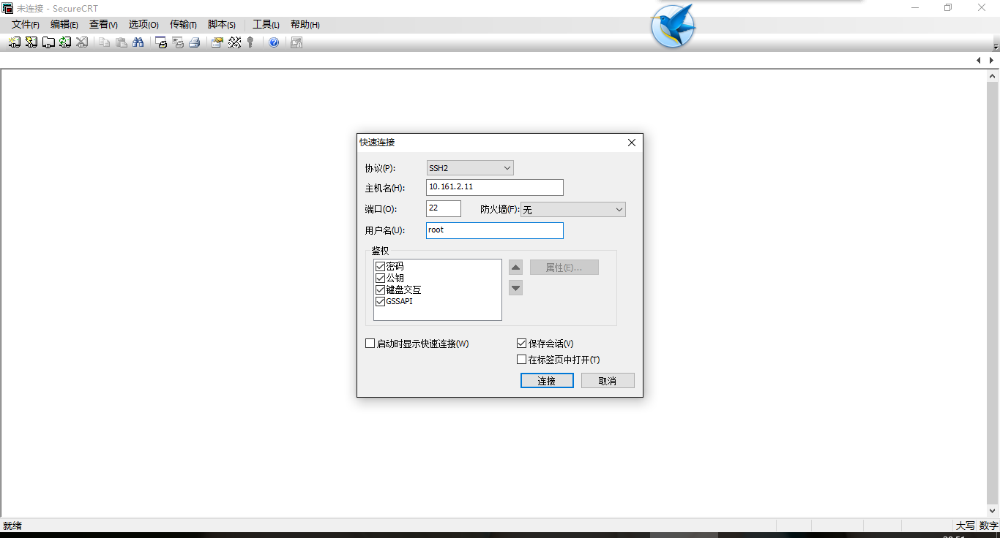 未连接 - SecureCRT
文件(F) 编辑(E) 查看(V) 选项(O) 传输(T) 脚本(S) 工具(L) 帮助(H)
快速连接
协议(P): SSH2
主机名(H): 10.161.2.11
端口(O): 22 防火墙(F): 无
用户名(U): root
鉴权
密码
公钥
键盘交互
GSSAPI
属性(E)...
启动时显示快速连接(W) 保存会话(V)
在标签页中打开(T)
连接 取消
就绪 大写 数字